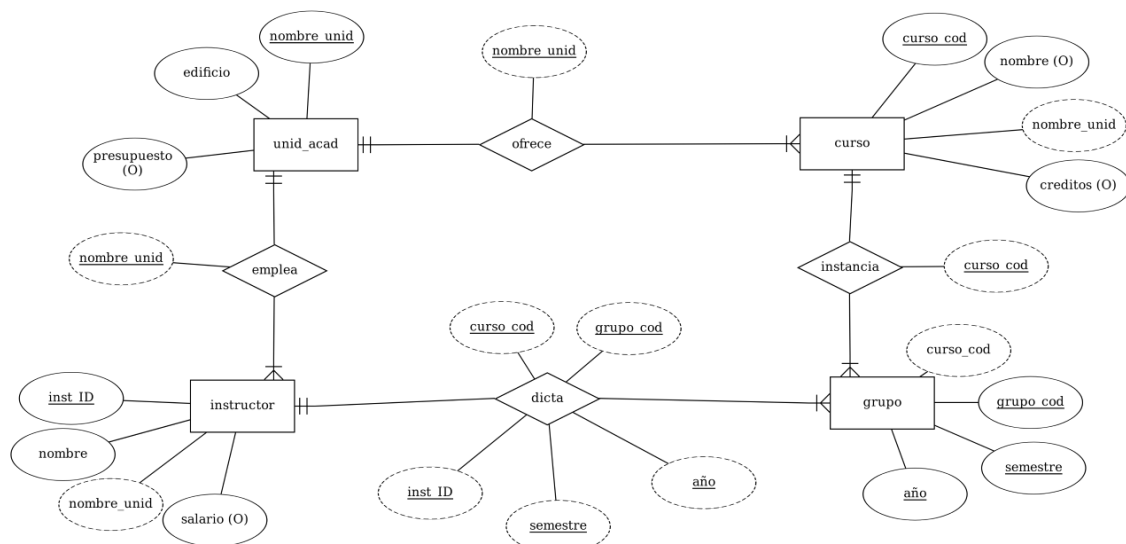 nombre_unid
nombre_unid
curso_cod
edificio
nombre (O)
nombre_unid
unid_acad
ofrece
curso
presupuesto
(O)
creditos (O)
nombre_unid
emplea
instancia
curso_cod
curso_cod
grupo_cod
curso_cod
inst_ID
instructor
dicta
grupo
grupo_cod
nombre
semestre
nombre_unid
salario (O)
inst_ID
año
año
semestre